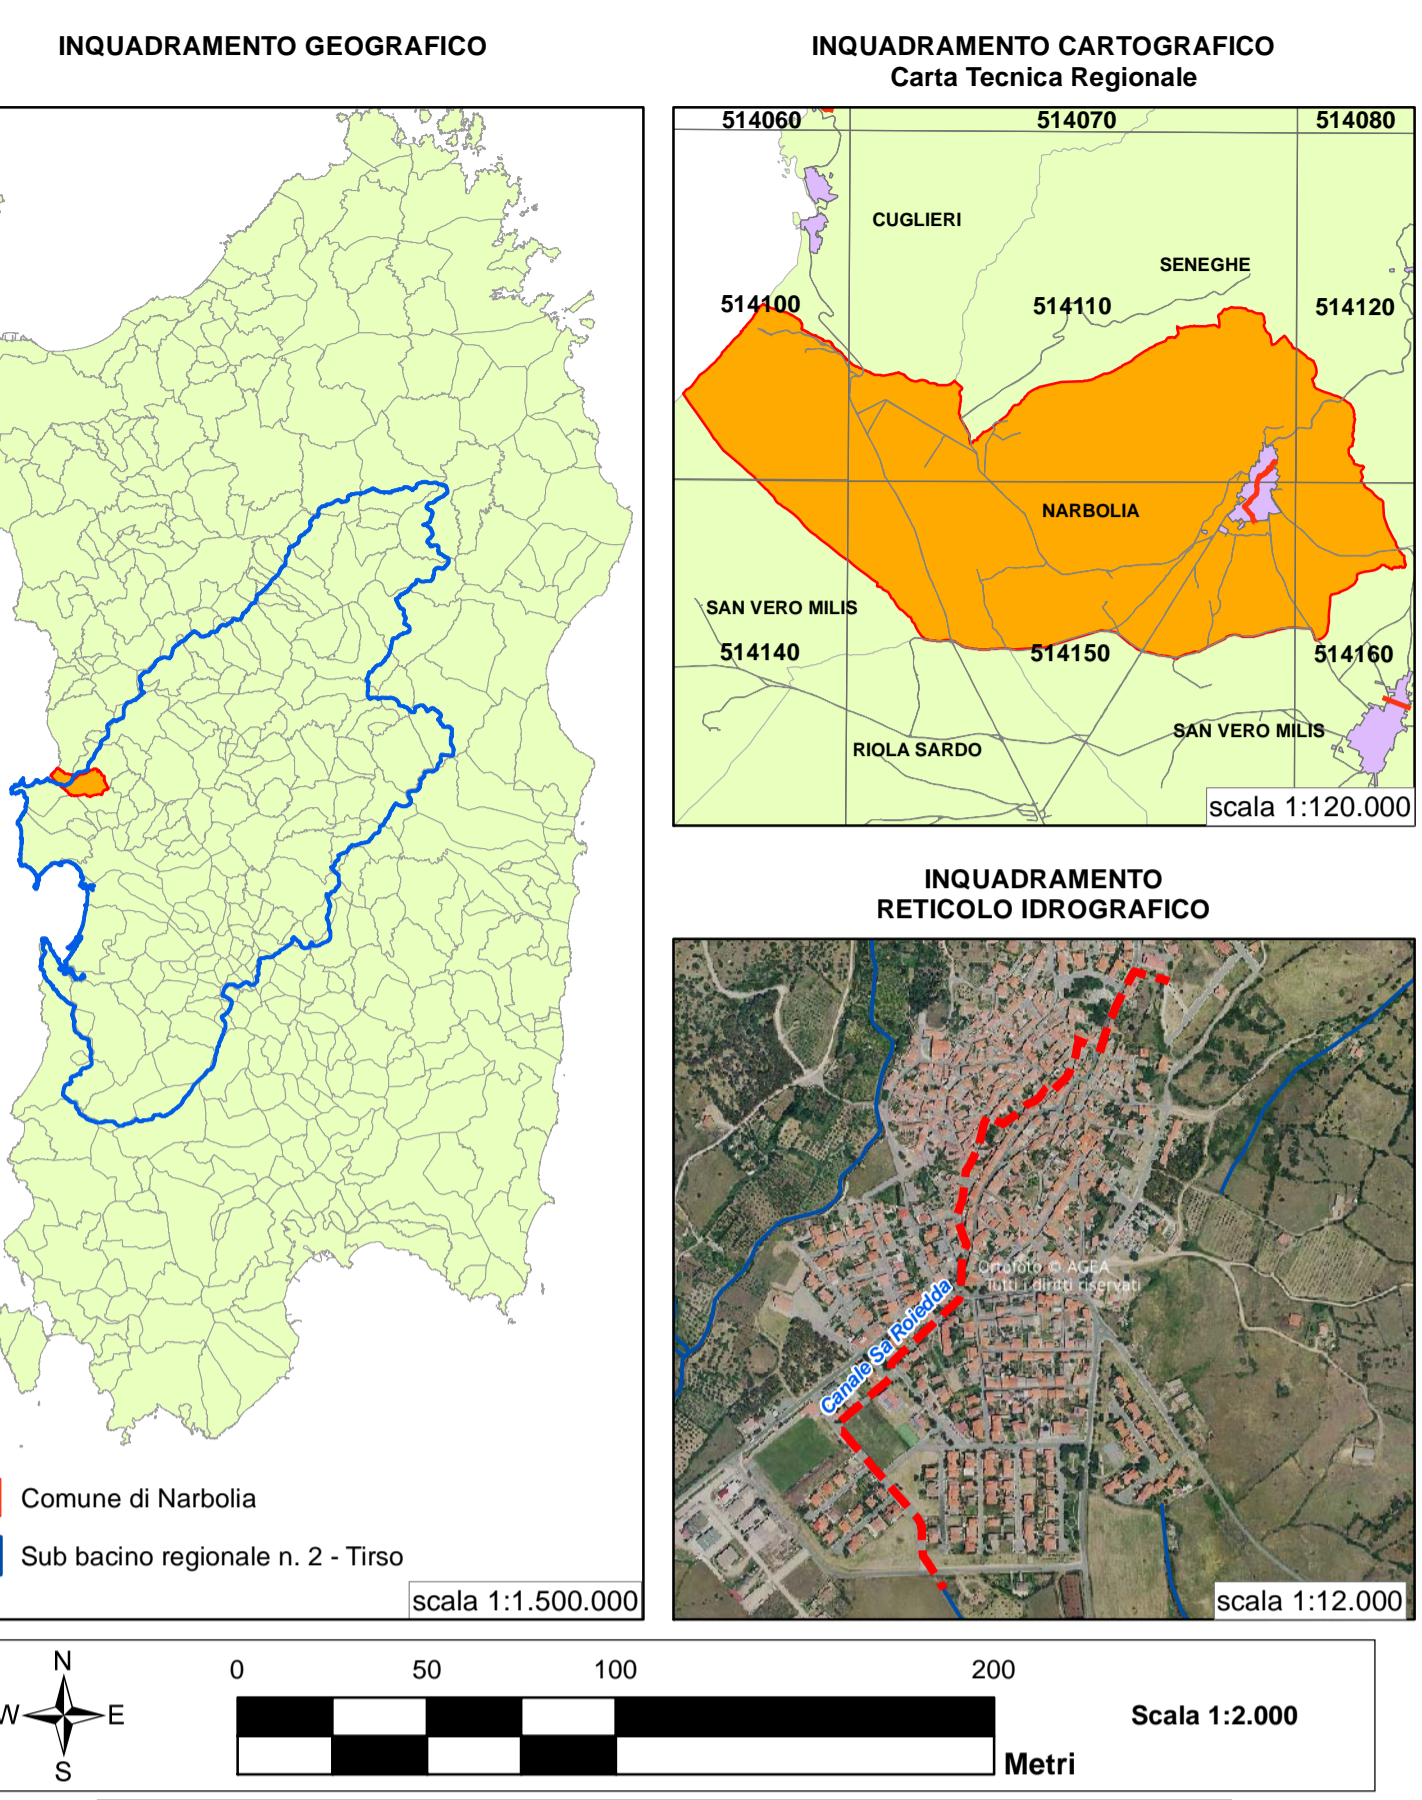 INQUADRAMENTO GEOGRAFICO
Comune di Narbolia
Sub bacino regionale n. 2 - Tirso
scala 1:1.500.000
INQUADRAMENTO CARTOGRAFICO
Carta Tecnica Regionale
514060
514070
514080
CUGLIERI
SENEGHE
514100
514110
514120
NARBOLIA
SAN VERO MILIS
514140
514150
514160
SAN VERO MILIS
RIOLA SARDO
scala 1:120.000
INQUADRAMENTO
RETICOLO IDROGRAFICO
Ortofoto © AGEA
Tutti i diritti riservati
Canale Sa Roiedda
scala 1:12.000
N
W
E
S
0 50 100 200
Metri
Scala 1:2.000